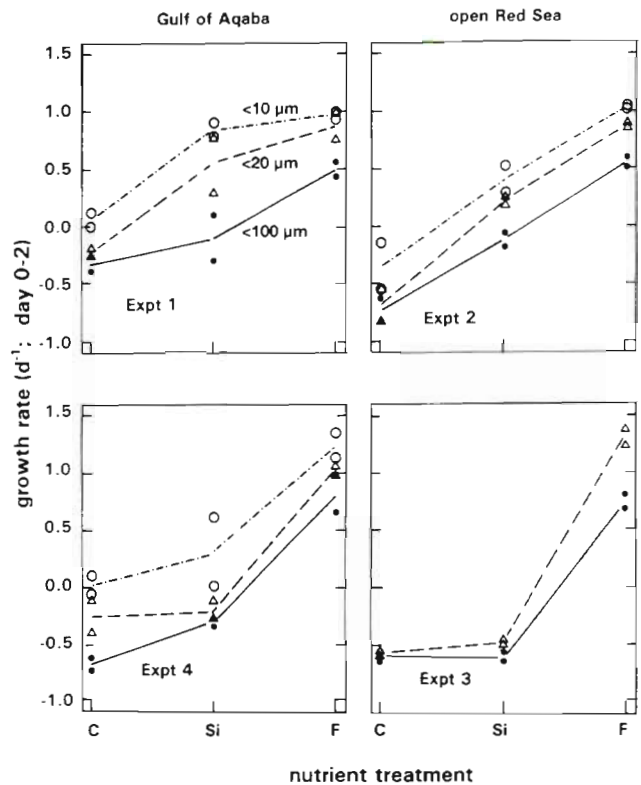 Gulf of Aqaba
open Red Sea
1.5
1.0
0.5
0.0
-0.5
-1.0
<10 µm
<20 µm
<100 µm
Expt 1
Expt 2
growth rate (d⁻¹; day 0-2)
1.5
1.0
0.5
0.0
-0.5
-1.0
Expt 4
Expt 3
C Si F C Si F
nutrient treatment